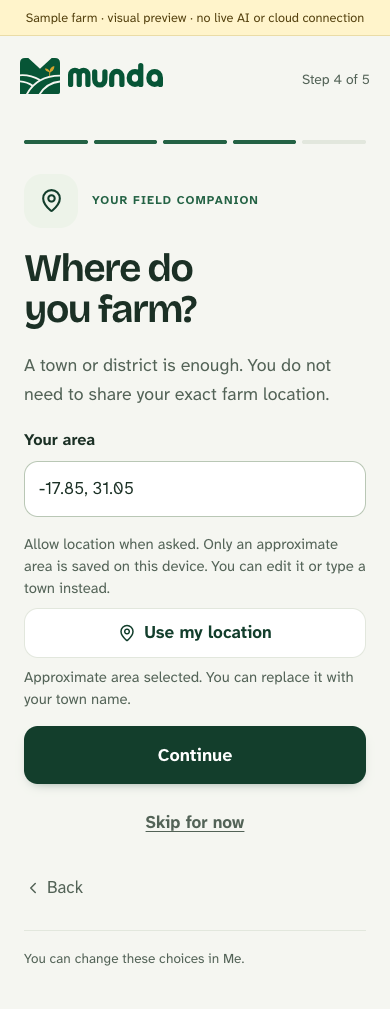 Sample farm · visual preview · no live AI or cloud connection
munda
Step 4 of 5
YOUR FIELD COMPANION
Where do
you farm?
A town or district is enough. You do not
need to share your exact farm location.
Your area
-17.85, 31.05
Allow location when asked. Only an approximate
area is saved on this device. You can edit it or type a
town instead.
Use my location
Approximate area selected. You can replace it with
your town name.
Continue
Skip for now
Back
You can change these choices in Me.